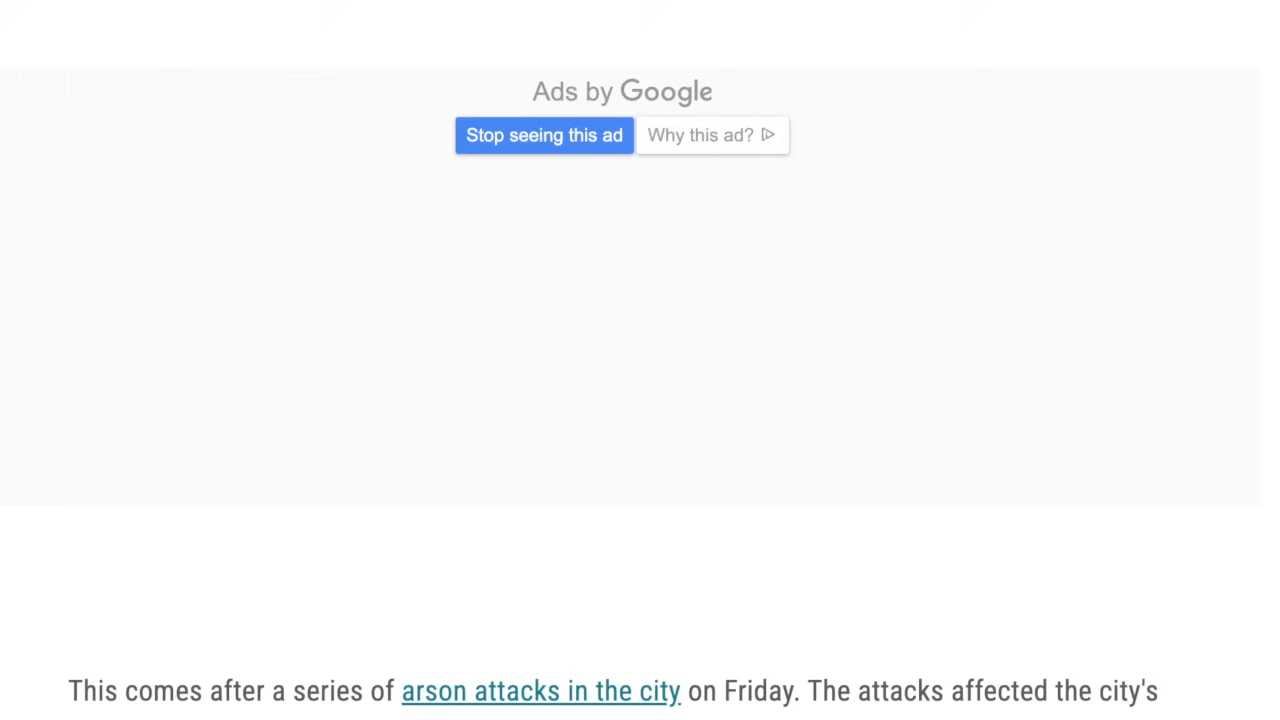 Ads by Google
Stop seeing this ad Why this ad?
This comes after a series of arson attacks in the city on Friday. The attacks affected the city's